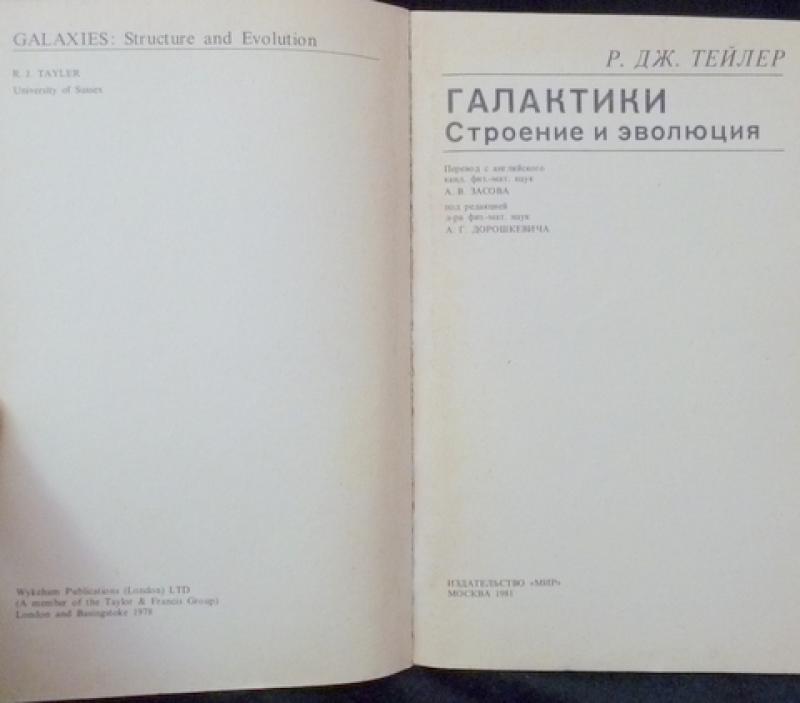 GALAXIES: Structure and Evolution
R. J. TAYLER
University of Sussex
Wykeham Publications (London) LTD
(A member of the Taylor & Francis Group)
London and Basingstoke 1978
Р. ДЖ. ТЕЙЛЕР
ГАЛАКТИКИ
Строение и эволюция
Перевод с английского
канд. физ.-мат. наук
А. В. ЗАСОВА
под редакцией
д-ра физ.-мат. наук
А. Г. ДОРОШКЕВИЧА
ИЗДАТЕЛЬСТВО «МИР»
МОСКВА 1981